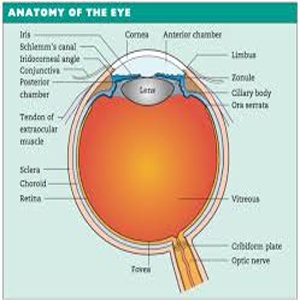 ANATOMY OF THE EYE
Iris
Schlemm's canal
Iridocorneal angle
Conjunctiva
Posterior
chamber
Tendon of
extraocular
muscle
Sclera
Choroid
Retina
Cornea
Anterior chamber
Lens
Limbus
Zonule
Ciliary body
Ora serrata
Vitreous
Cribiform plate
Optic nerve
Fovea